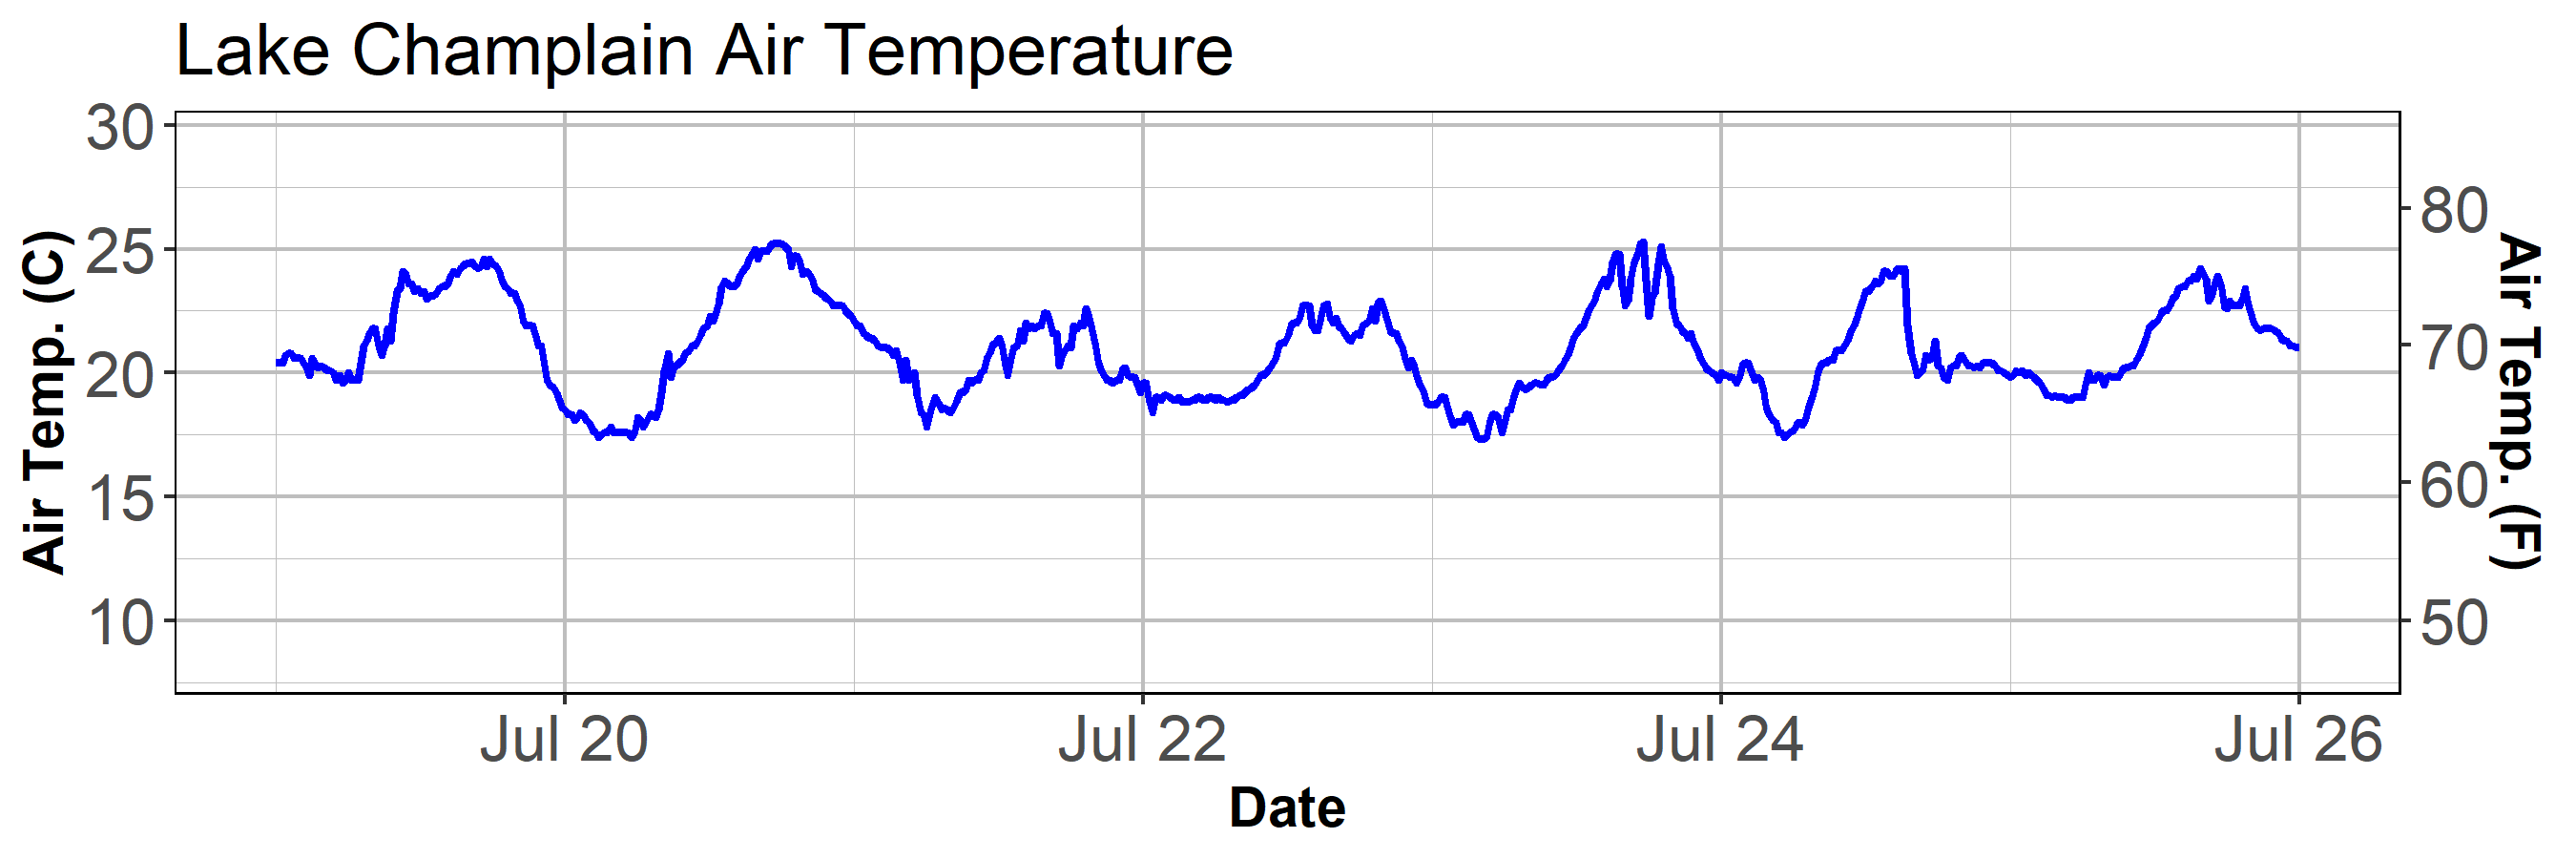 Lake Champlain Air Temperature
30
25
20
15
10
Air Temp. (C)
80
70
60
50
Air Temp. (F)
Jul 20 Jul 22 Jul 24 Jul 26
Date